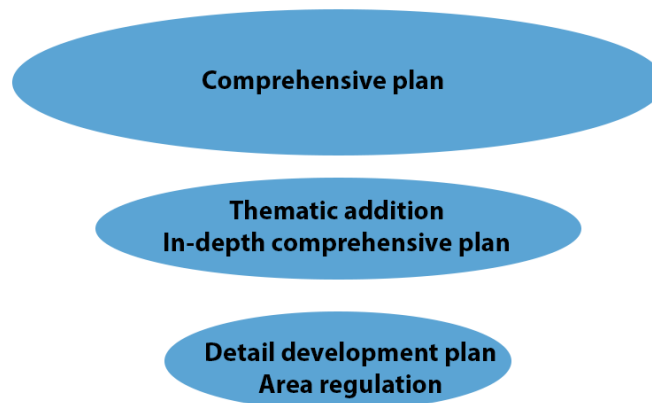 Comprehensive plan
Thematic addition
In-depth comprehensive plan
Detail development plan
Area regulation